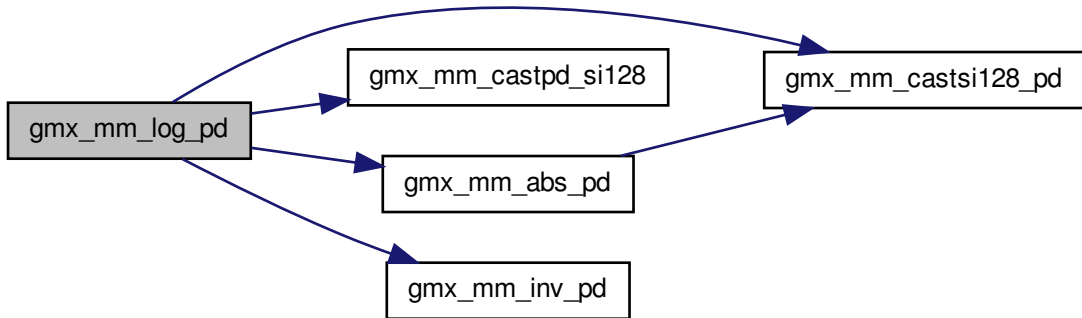 gmx_mm_log_pd
gmx_mm_castpd_si128
gmx_mm_castsi128_pd
gmx_mm_abs_pd
gmx_mm_inv_pd